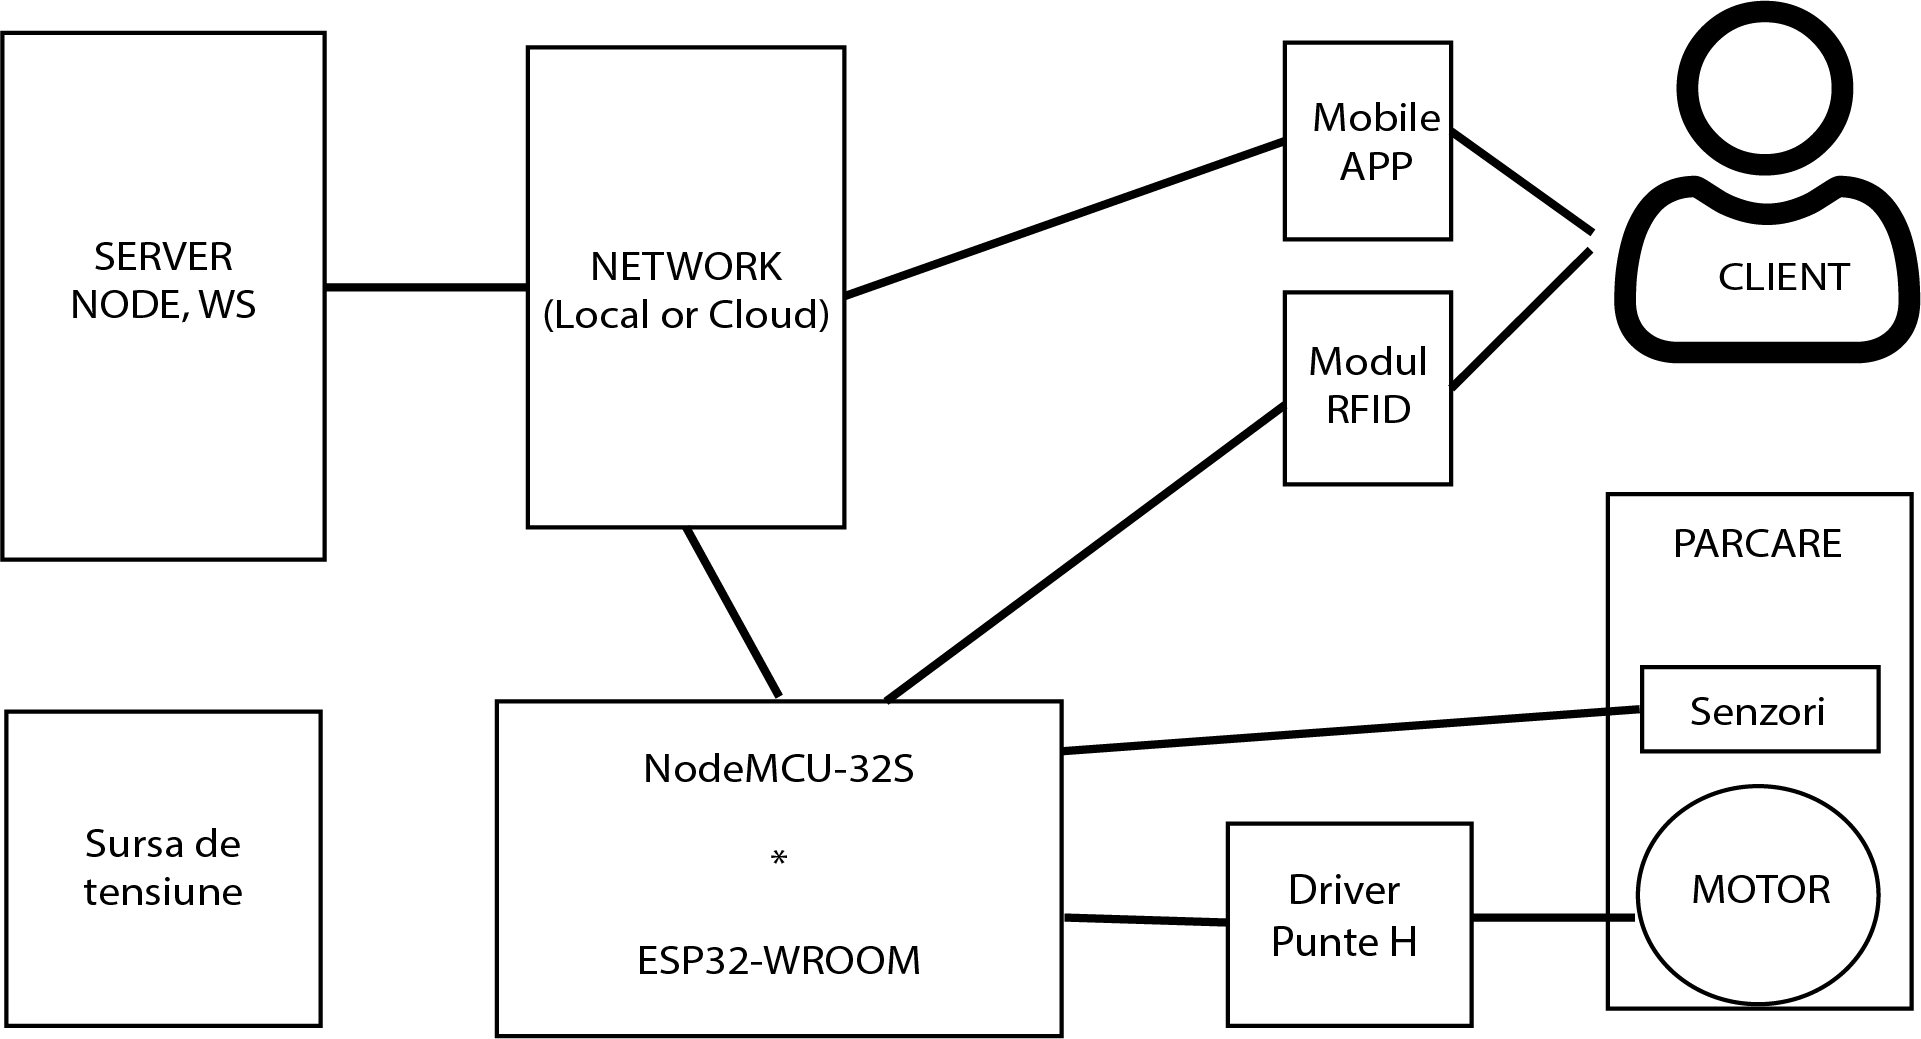 SERVER
NODE, WS
NETWORK
(Local or Cloud)
Mobile
APP
CLIENT
Modul
RFID
PARCARE
Senzori
MOTOR
Sursa de
tensiune
NodeMCU-32S
*
ESP32-WROOM
Driver
Punte H